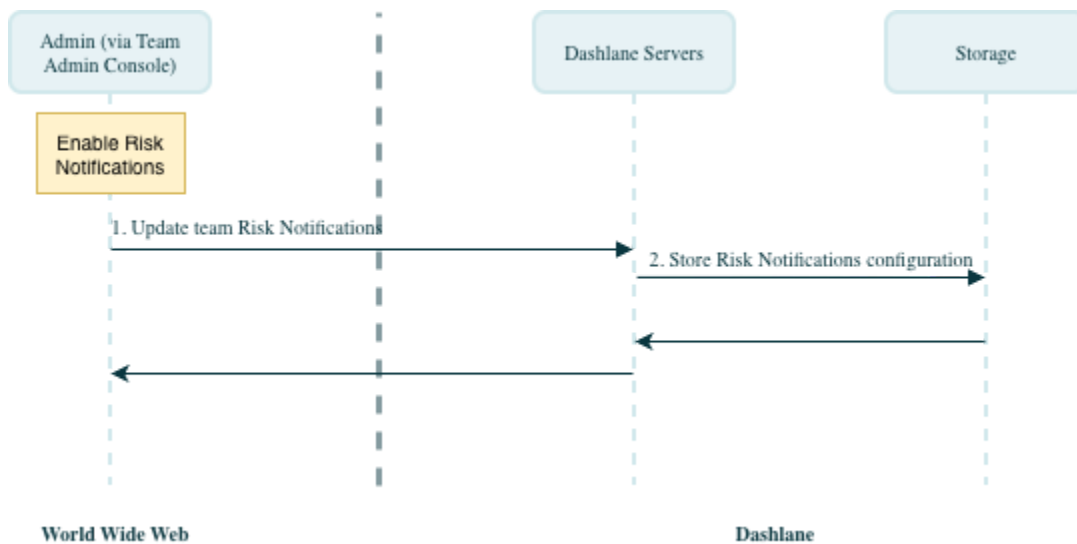 Admin (via Team
Admin Console)
Dashlane Servers
Storage
Enable Risk
Notifications
1. Update team Risk Notifications
2. Store Risk Notifications configuration
World Wide Web
Dashlane